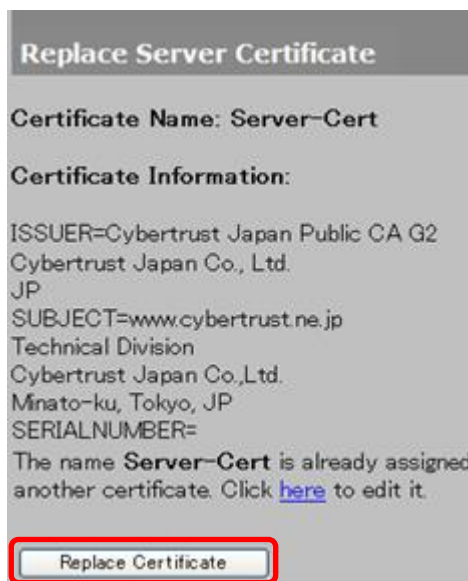 Replace Server Certificate
Certificate Name: Server-Cert
Certificate Information:
ISSUER=Cybertrust Japan Public CA G2
Cybertrust Japan Co., Ltd.
JP
SUBJECT=www.cybertrust.ne.jp
Technical Division
Cybertrust Japan Co.,Ltd.
Minato-ku, Tokyo, JP
SERIALNUMBER=
The name Server-Cert is already assigned
another certificate. Click here to edit it.
Replace Certificate